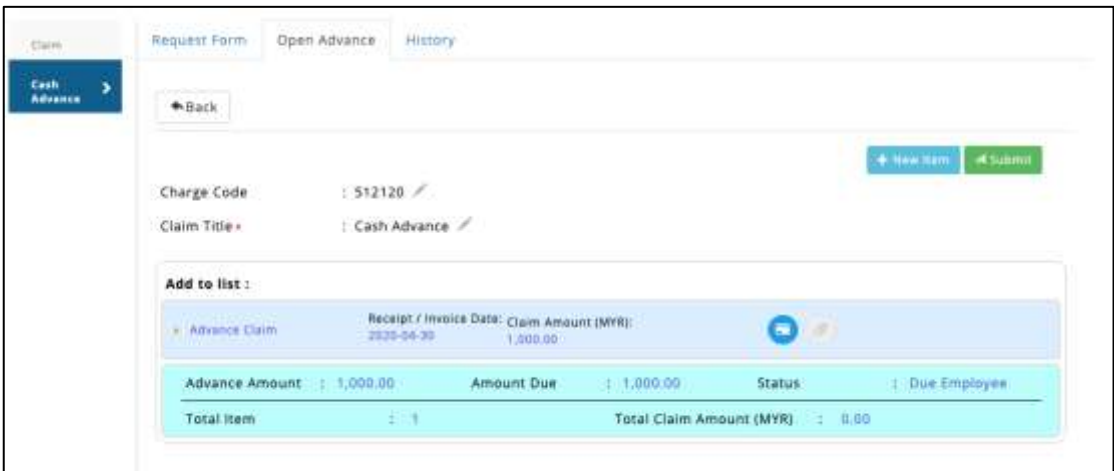 Claim
Request Form Open Advance History
Cash
Advance
Back
New Item Submit
Charge Code : 512120
Claim Title* : Cash Advance
Add to list :
Advance Claim Receipt / Invoice Date: Claim Amount (MYR):
2020-04-30 1,000.00
Advance Amount : 1,000.00 Amount Due : 1,000.00 Status : Due Employee
Total Item : 1 Total Claim Amount (MYR) : 0.00